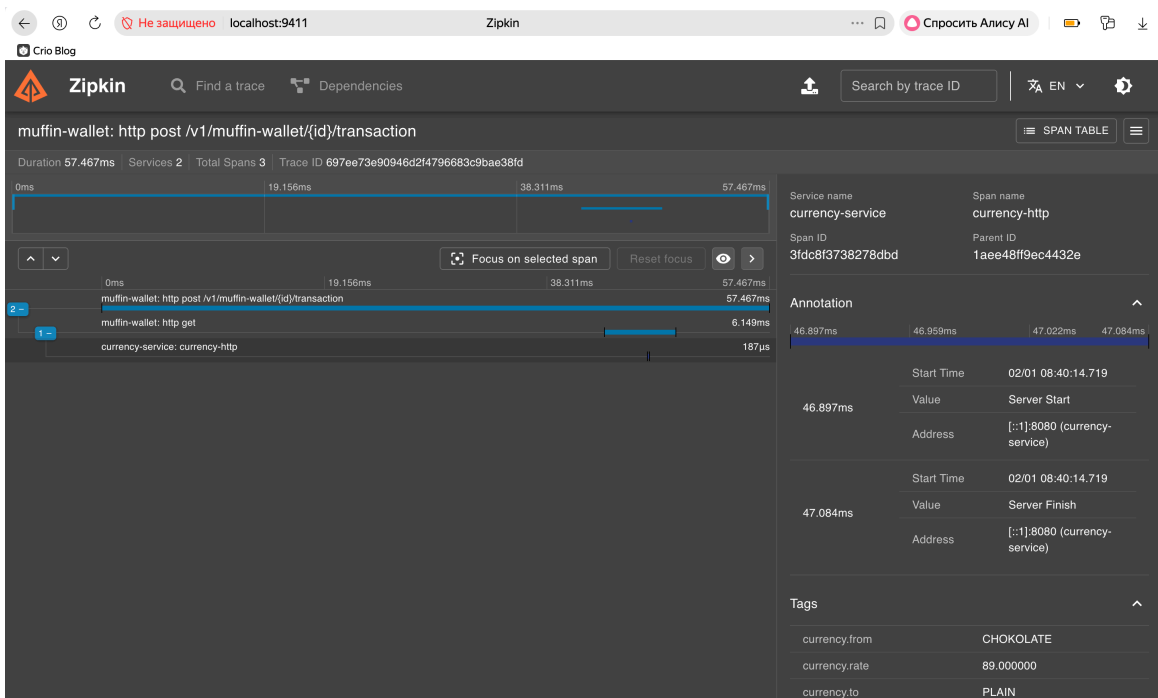 Не защищено localhost:9411 Zipkin Спросить Алису AI
Crio Blog
Zipkin Find a trace Dependencies Search by trace ID EN
muffin-wallet: http post /v1/muffin-wallet/{id}/transaction SPAN TABLE
Duration 57.467ms Services 2 Total Spans 3 Trace ID 697ee73e90946d2f4796683c9bae38fd
0ms 19.156ms 38.311ms 57.467ms
Focus on selected span Reset focus
0ms 19.156ms 38.311ms 57.467ms
muffin-wallet: http post /v1/muffin-wallet/{id}/transaction 57.467ms
2 −
muffin-wallet: http get 6.149ms
1 −
currency-service: currency-http 187μs
Service name Span name
currency-service currency-http
Span ID Parent ID
3fdc8f3738278dbd 1aee48ff9ec4432e
Annotation
46.897ms 46.959ms 47.022ms 47.084ms
Start Time 02/01 08:40:14.719
46.897ms Value Server Start
Address [::1]:8080 (currency-
service)
Start Time 02/01 08:40:14.719
47.084ms Value Server Finish
Address [::1]:8080 (currency-
service)
Tags
currency.from CHOKOLATE
currency.rate 89.000000
currency.to PLAIN